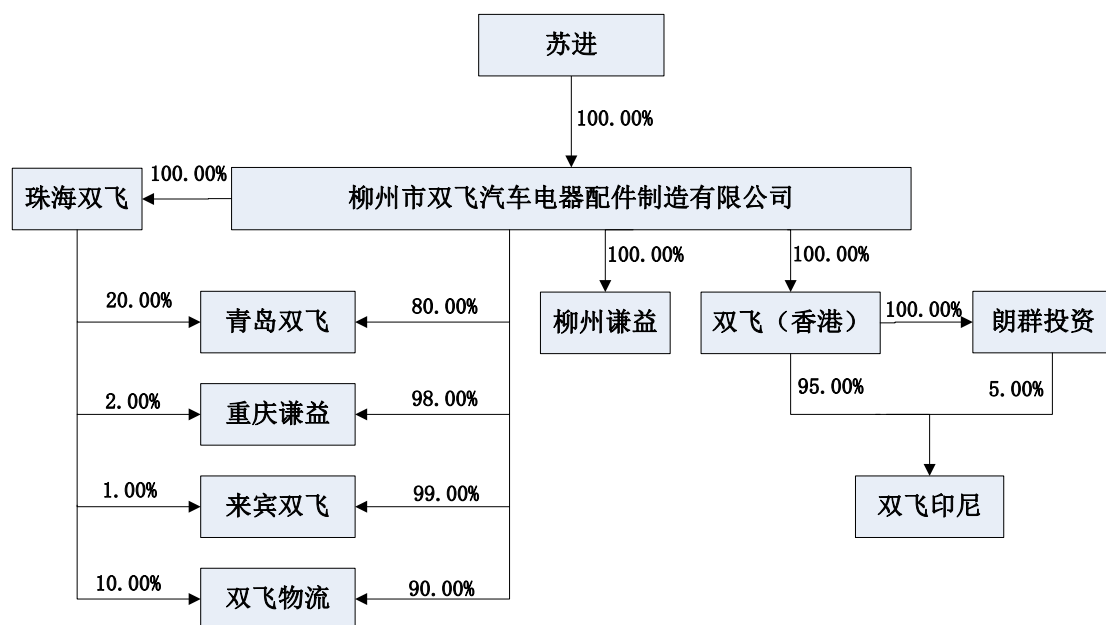 苏进
100.00%
100.00%
珠海双飞
柳州市双飞汽车电器配件制造有限公司
100.00%
100.00%
20.00%
青岛双飞
80.00%
柳州谦益
双飞（香港）
100.00%
朗群投资
2.00%
重庆谦益
98.00%
95.00%
5.00%
1.00%
来宾双飞
99.00%
双飞印尼
10.00%
双飞物流
90.00%